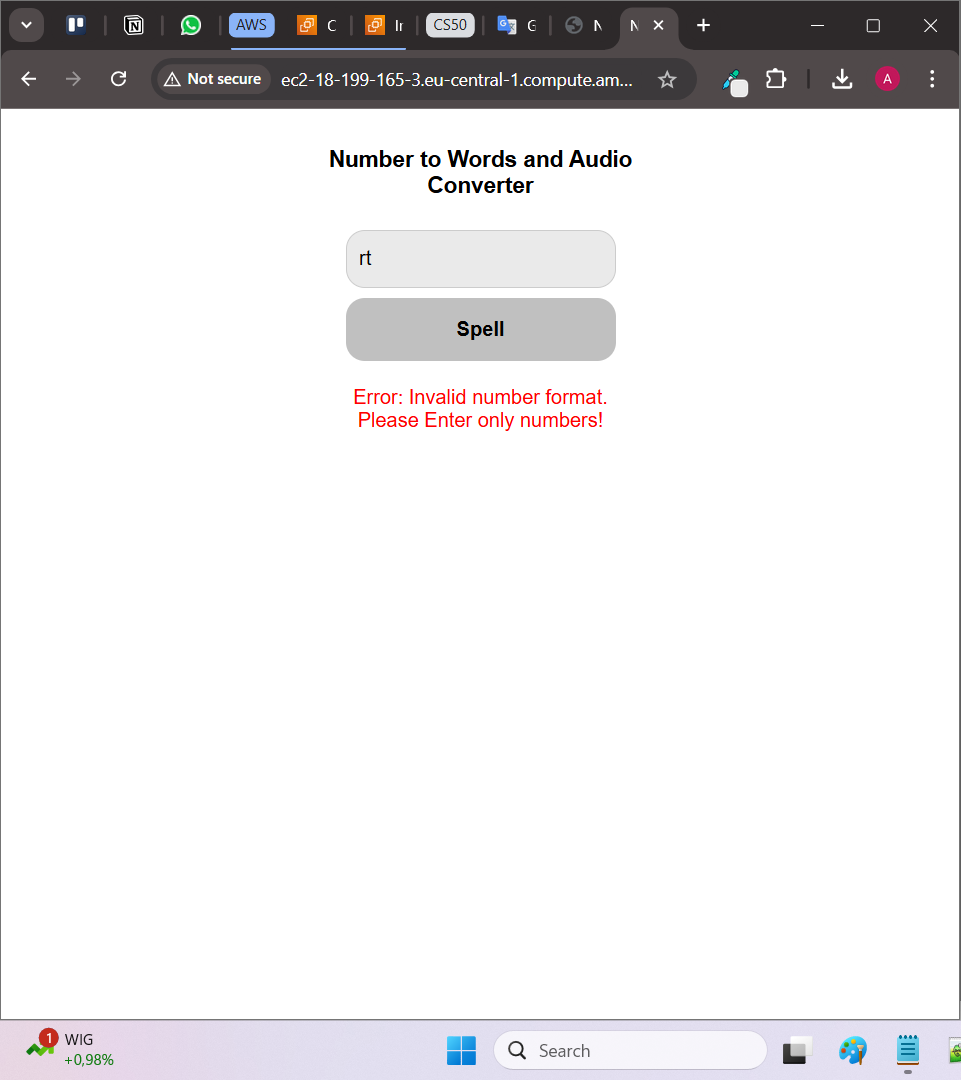 AWS
CS50
Not secure
ec2-18-199-165-3.eu-central-1.compute.am...
A
Number to Words and Audio
Converter
rt
Spell
Error: Invalid number format.
Please Enter only numbers!
1
WIG
+0,98%
Search